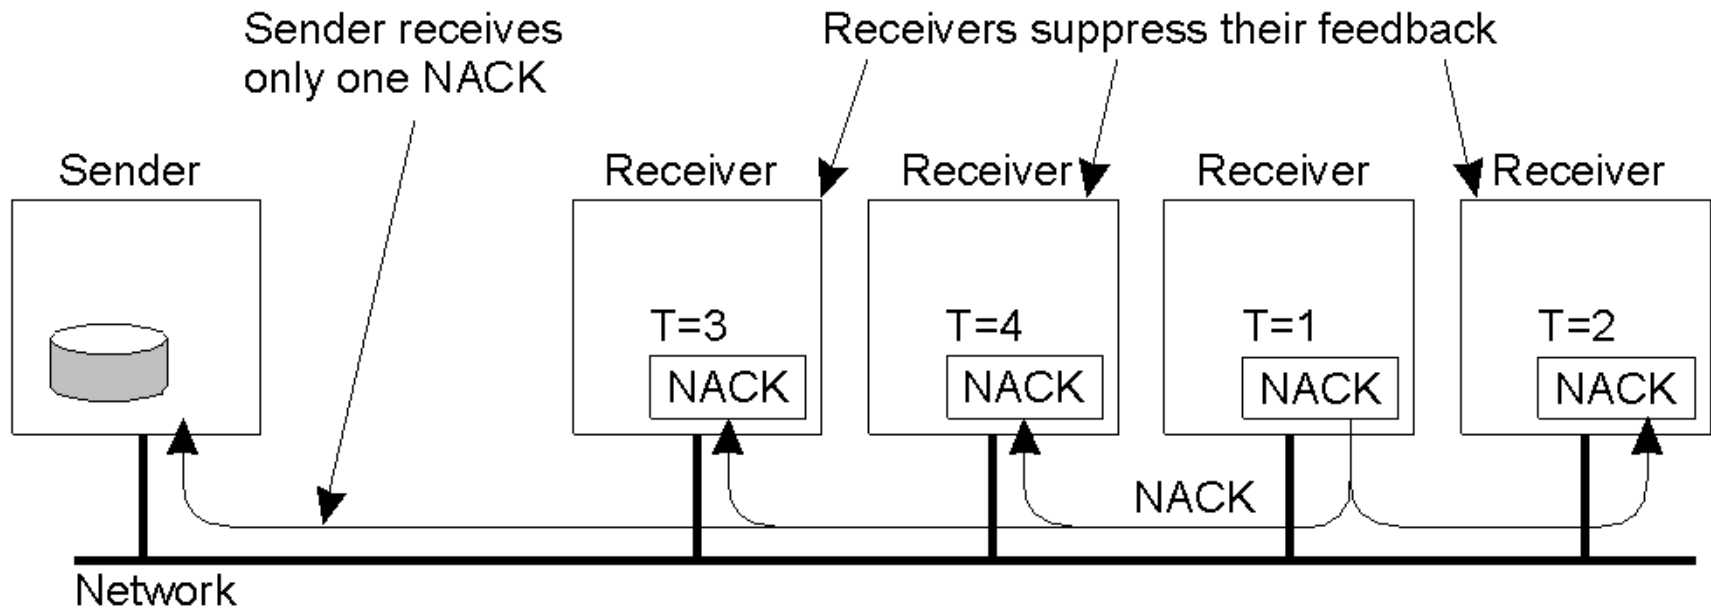 Sender receives
only one NACK
Receivers suppress their feedback
Sender
Receiver
Receiver
Receiver
Receiver
T=3
T=4
T=1
T=2
NACK
NACK
NACK
NACK
NACK
Network